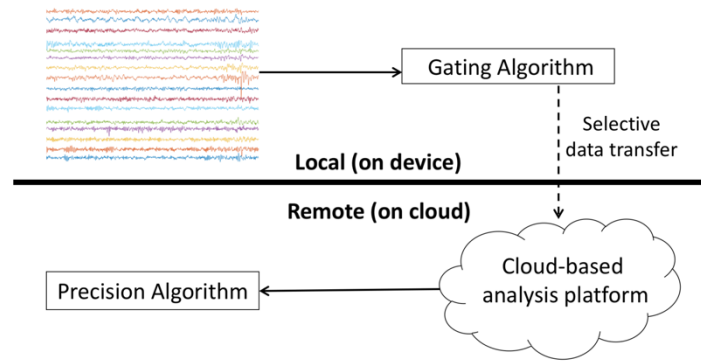 Gating Algorithm
Selective
data transfer
Local (on device)
Remote (on cloud)
Cloud-based
analysis platform
Precision Algorithm